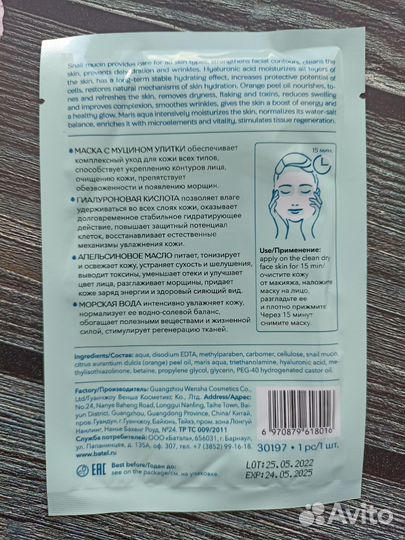 Snail mucin provides care for all skin types, strengthens facial contours, cleans the
skin, prevents dehydration and wrinkles. Hyaluronic acid moisturizes all layers of
the skin, has a long-term stable hydrating effect, increases protective potential of
cells, restores natural mechanisms of skin hydration. Orange peel oil nourishes, to-
nes and refreshes the skin, removes dryness, flaking and toxins, reduces swelling
and improves complexion, smoothes wrinkles, gives the skin a boost of energy and
a healthy glow. Maris aqua intensively moisturizes the skin, normalizes its water-salt
balance, enriches it with microelements and vitality, stimulates tissue regeneration.
МАСКА С МУЦИНОМ УЛИТКИ обеспечивает
комплексный уход для кожи всех типов,
способствует укреплению контуров лица,
очищению кожи, препятствует
обезвоженности и появлению морщин.
ГИАЛУРОНОВАЯ КИСЛОТА позволяет влаге
удерживаться во всех слоях кожи, оказывает
долговременное стабильное гидратирующее
действие, повышает защитный потенциал
клеток, восстанавливает естественные
механизмы увлажнения кожи.
АПЕЛЬСИНОВОЕ МАСЛО питает, тонизирует
и освежает кожу, устраняет сухость и шелушения,
выводит токсины, уменьшает отеки и улучшает
цвет лица, разглаживает морщины, придает
коже заряд энергии и здоровый сияющий вид.
МОРСКАЯ ВОДА интенсивно увлажняет кожу,
нормализует ее водно-солевой баланс,
обогащает полезными веществами и жизненной
силой, стимулирует регенерацию тканей.
15 мин.
Use/Применение:
apply on the clean dry
face skin for 15 min/
очистите кожу
от макияжа, наложите
маску на лицо,
разгладьте ее
и плотно прижмите
Через 15 минут
снимите маску.
Ingredients/Состав: maris aqua, disodium EDTA, methylparaben, carbomer, cellulose, snail mucin,
citrus aurantium dulcis (orange) peel oil, maris aqua, triethanolamine, hyaluronic acid, me-
thylisothiazolinone, betaine, propylene glycol, glycerin, PEG-40 hydrogenated castor oil.
Factory/Производитель: Guangzhou Wensha Cosmetics Co.,
Ltd/Гуанчжоу Венша Косметикс Ко., Лтд. Address/Адрес:
No.24, Nanye Baheng Road, Longgui Nanling, Taihe Town, Bai-
yun District, Guangzhou, Guangdong Province, China/Китай,
пров. Гуандун, г. Гуанчжоу, Байюнь, Тайхэ Таун, пром. зона Лонггуй
Нанлинг, Нанье Бахенг Роуд, №24. ТР ТС 009/2011
Служба потребителей: ООО «Батэль», 656031, г. Барнаул,
ул. Папанинцев, д. 135А, оф. 307, тел. +7 (3852) 99-16-18.
www.batel.ru
EAC
Best before/Годен до:
see on the package/см. на упаковке.
6 970879 618016
30197 • 1 pc/1 шт.
LOT: 25.05.2022
EXP: 24.05.2025
Avito